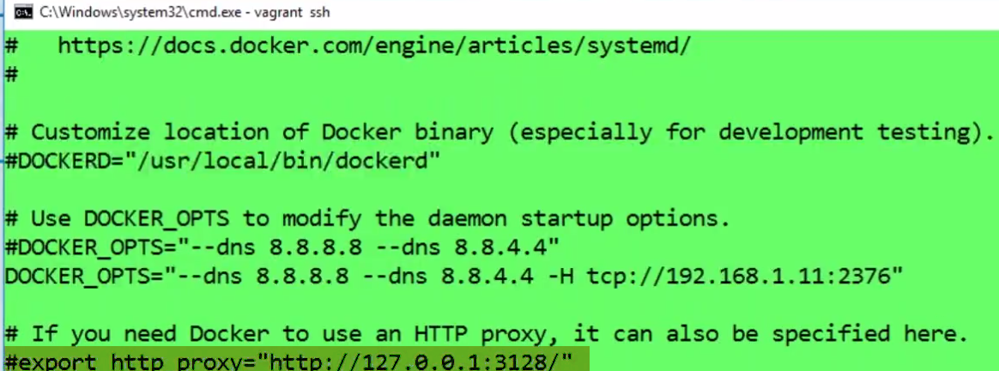 C:\Windows\system32\cmd.exe - vagrant ssh
# https://docs.docker.com/engine/articles/systemd/
#
# Customize location of Docker binary (especially for development testing).
#DOCKERD="/usr/local/bin/dockerd"
# Use DOCKER_OPTS to modify the daemon startup options.
#DOCKER_OPTS="--dns 8.8.8.8 --dns 8.8.4.4"
DOCKER_OPTS="--dns 8.8.8.8 --dns 8.8.4.4 -H tcp://192.168.1.11:2376"
# If you need Docker to use an HTTP proxy, it can also be specified here.
#export http_proxy="http://127.0.0.1:3128/"